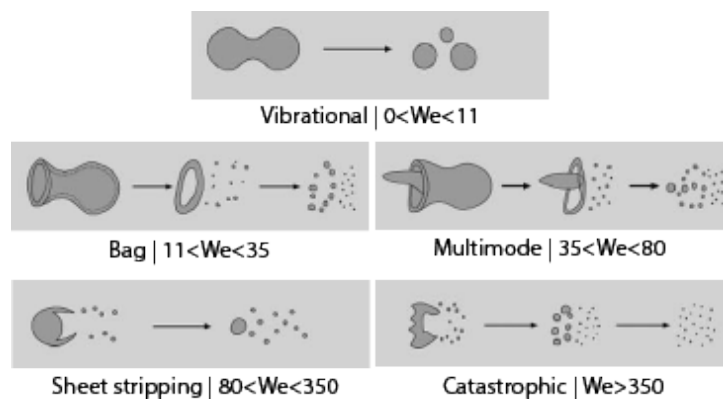 Vibrational | 0<We<11
Bag | 11<We<35
Multimode | 35<We<80
Sheet stripping | 80<We<350
Catastrophic | We>350